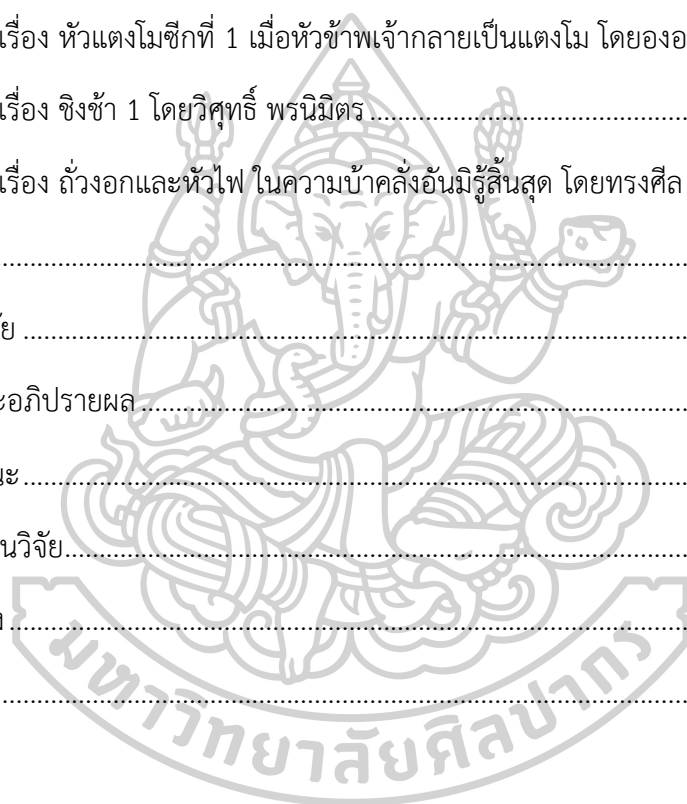 เรื่อง หัวแตงโมซีกที่ 1 เมื่อหัวข้าพเจ้ากลายเป็นแตงโม โดยองอ
เรื่อง ชิงช้า 1 โดยวิศุทธิ์ พรนิมิตร
เรื่อง ถั่วงอกและหัวไฟ ในความบ้าคลั่งอันมิรู้สิ้นสุด โดยทรงศีล
ัย
ะอภิปรายผล
นะ
นวิจัย
ง
มหาวิทยาลัยศิลปากร